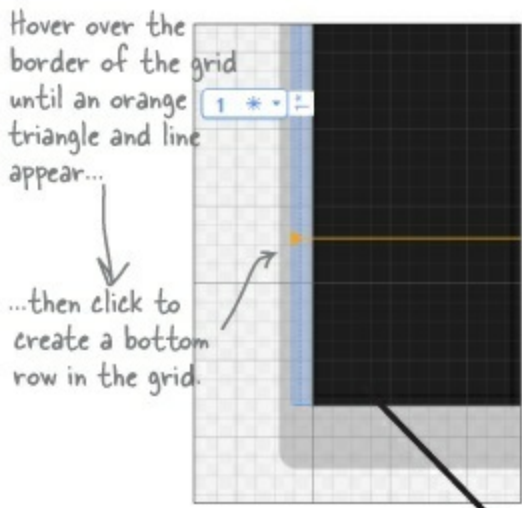 Hover over the
border of the grid
until an orange
triangle and line
appear...
1 *
...then click to
create a bottom
row in the grid.